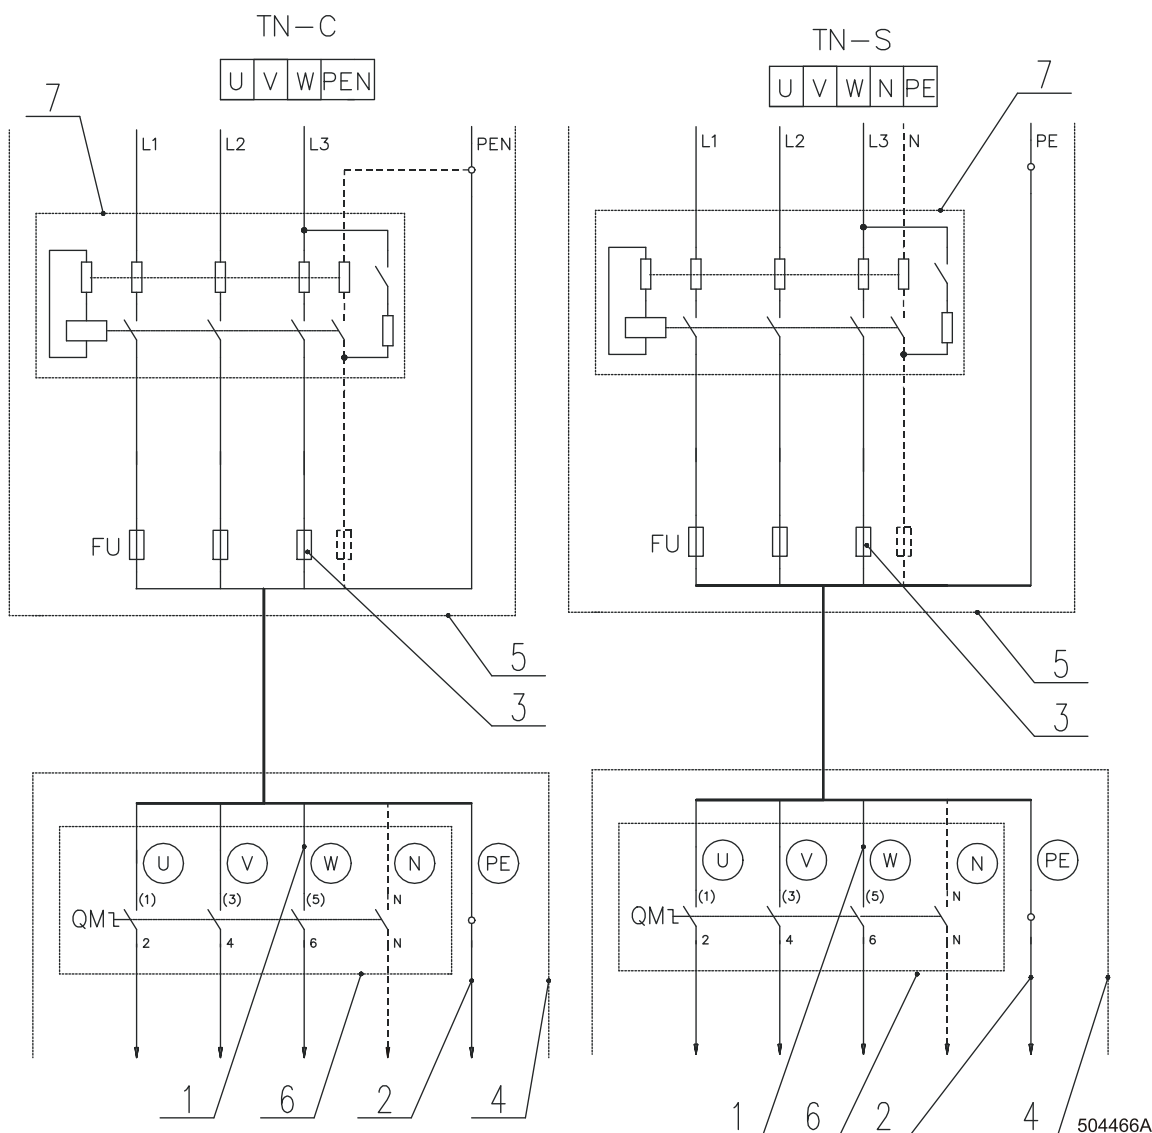 TN-C
U V W PEN
7
L1 L2 L3 PEN
FU
5
3
U V W N PE
(1) (3) (5) N
QM
2 4 6 N
1 6 2 4
TN-S
U V W N PE
7
L1 L2 L3 N PE
FU
5
3
U V W N PE
(1) (3) (5) N
QM
2 4 6 N
1 6 2 4
504466A